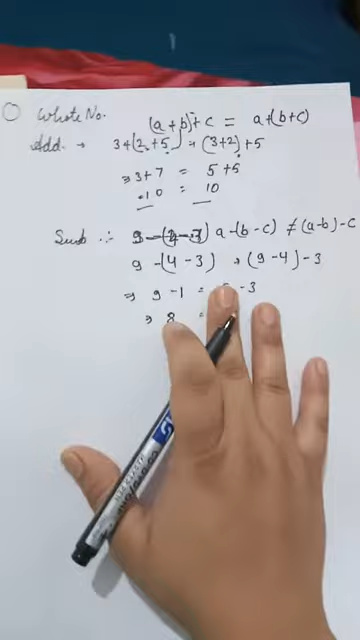 Whole No.
(a+b)+c = a+(b+c)
Add. → 3+(2+5) → (3+2)+5
⇒ 3+7 = 5+5
10 = 10
Sub :- a-(b-c) ≠ (a-b)-c
9-(4-3) → (9-4)-3
⇒ 9-1 = -3
⇒ 8 =